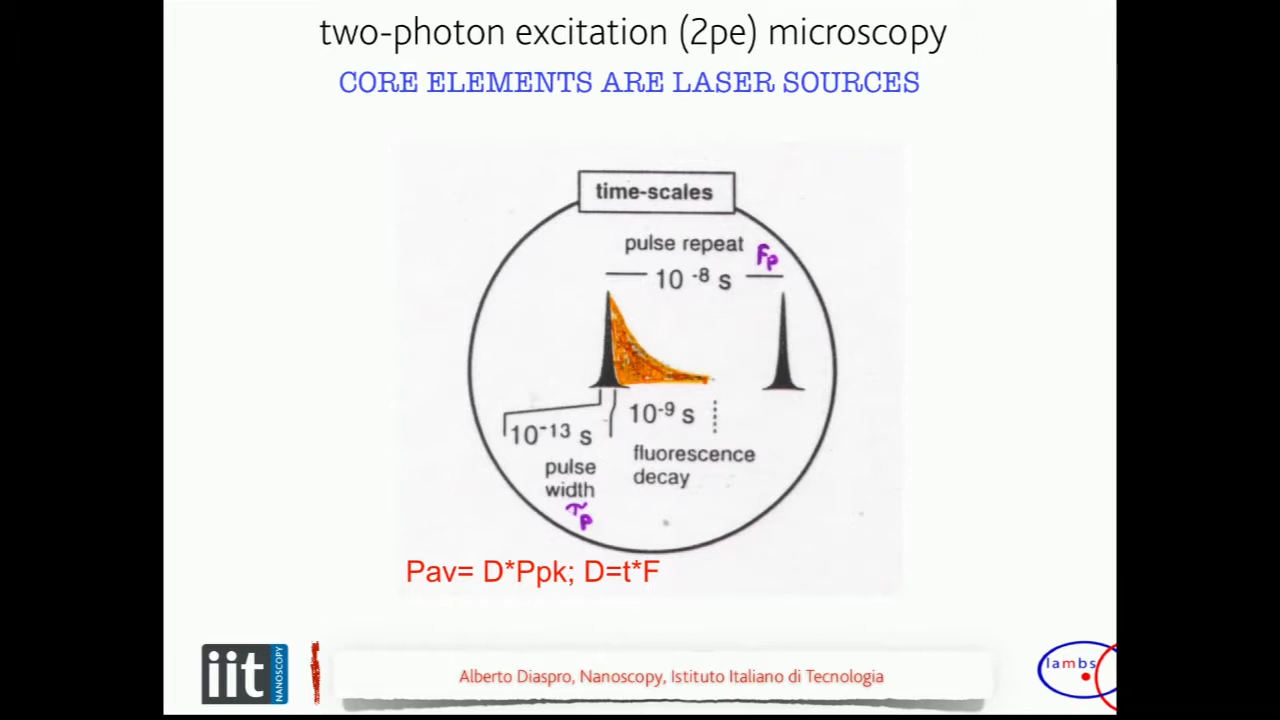 two-photon excitation (2pe) microscopy
CORE ELEMENTS ARE LASER SOURCES
time-scales
pulse repeat Fp
10 -8 s
10-9 s
10-13 s
fluorescence
decay
pulse
width
τp
Pav= D*Ppk; D=t*F
iit NANOSCOPY
Alberto Diaspro, Nanoscopy, Istituto Italiano di Tecnologia
lambs